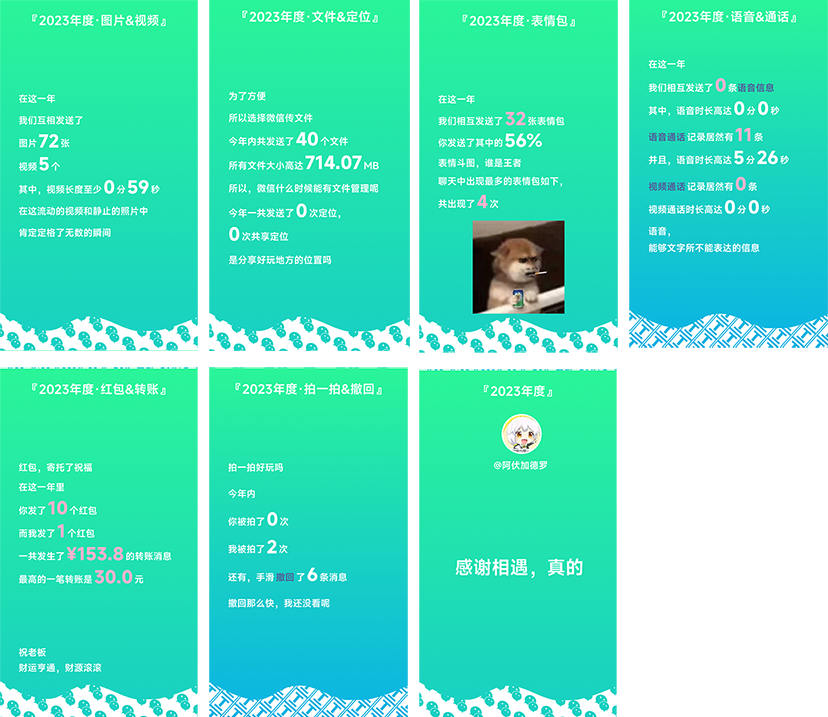 『2023年度·图片&视频』
在这一年
我们互相发送了
图片72张
视频5个
其中，视频长度至少0分59秒
在这流动的视频和静止的照片中
肯定定格了无数的瞬间
『2023年度·文件&定位』
为了方便
所以选择微信传文件
今年内共发送了40个文件
所有文件大小高达714.07MB
所以，微信什么时候能有文件管理呢
今年一共发送了0次定位，
0次共享定位
是分享好玩地方的位置吗
『2023年度·表情包』
在这一年
我们相互发送了32张表情包
你发送了其中的56%
表情斗图，谁是王者
聊天中出现最多的表情包如下，
共出现了4次
『2023年度·语音&通话』
在这一年
我们相互发送了0条语音信息
其中，语音时长高达0分0秒
语音通话记录居然有11条
并且，语音时长高达5分26秒
视频通话记录居然有0条
视频通话时长高达0分0秒
语音，
能够文字所不能表达的信息
『2023年度·红包&转账』
红包，寄托了祝福
在这一年里
你发了10个红包
而我发了1个红包
一共发生了¥153.8的转账消息
最高的一笔转账是30.0元
祝老板
财运亨通，财源滚滚
『2023年度·拍一拍&撤回』
拍一拍好玩吗
今年内
你被拍了0次
我被拍了2次
还有，手滑撤回了6条消息
撤回那么快，我还没看呢
『2023年度』
@阿伏加德罗
感谢相遇，真的